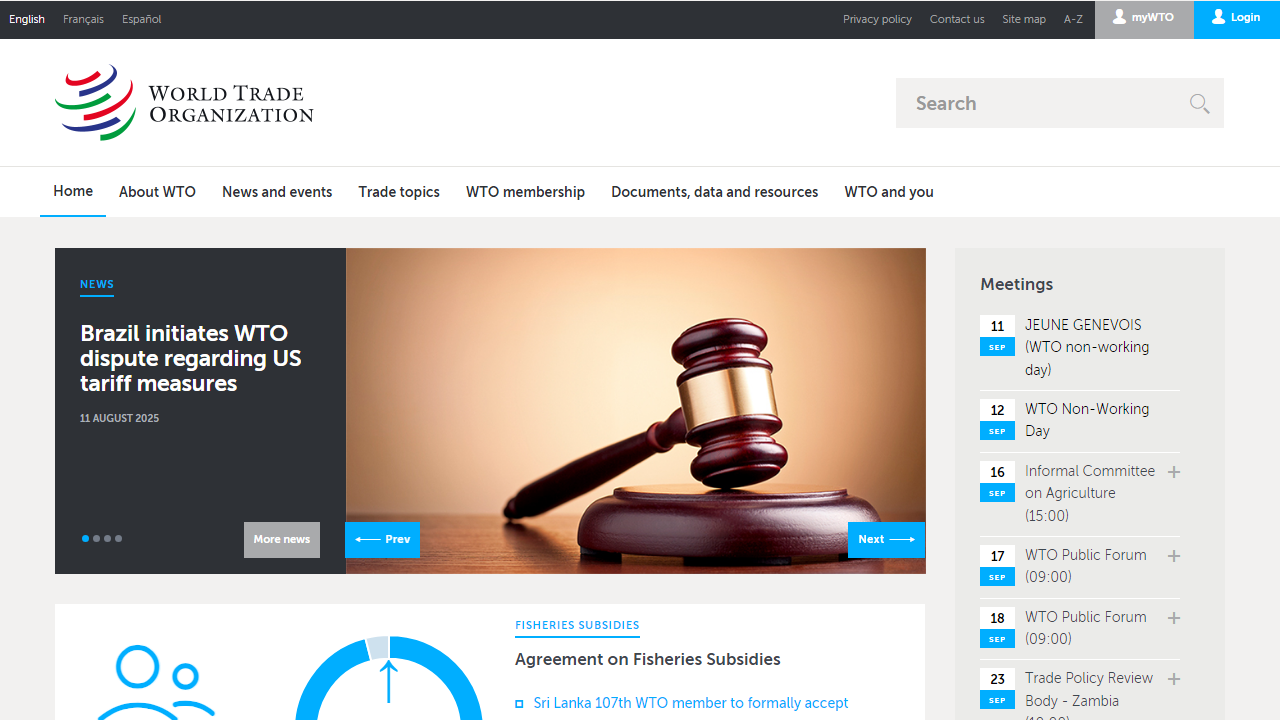 English Français Español
Privacy policy Contact us Site map A-Z myWTO Login
WORLD TRADE
ORGANIZATION
Search
Home About WTO News and events Trade topics WTO membership Documents, data and resources WTO and you
NEWS
Brazil initiates WTO
dispute regarding US
tariff measures
11 AUGUST 2025
More news
Prev
Next
Meetings
11
SEP
JEUNE GENEVOIS
(WTO non-working
day)
12
SEP
WTO Non-Working
Day
16
SEP
Informal Committee
on Agriculture
(15:00)
17
SEP
WTO Public Forum
(09:00)
18
SEP
WTO Public Forum
(09:00)
23
SEP
Trade Policy Review
Body - Zambia
FISHERIES SUBSIDIES
Agreement on Fisheries Subsidies
Sri Lanka 107th WTO member to formally accept